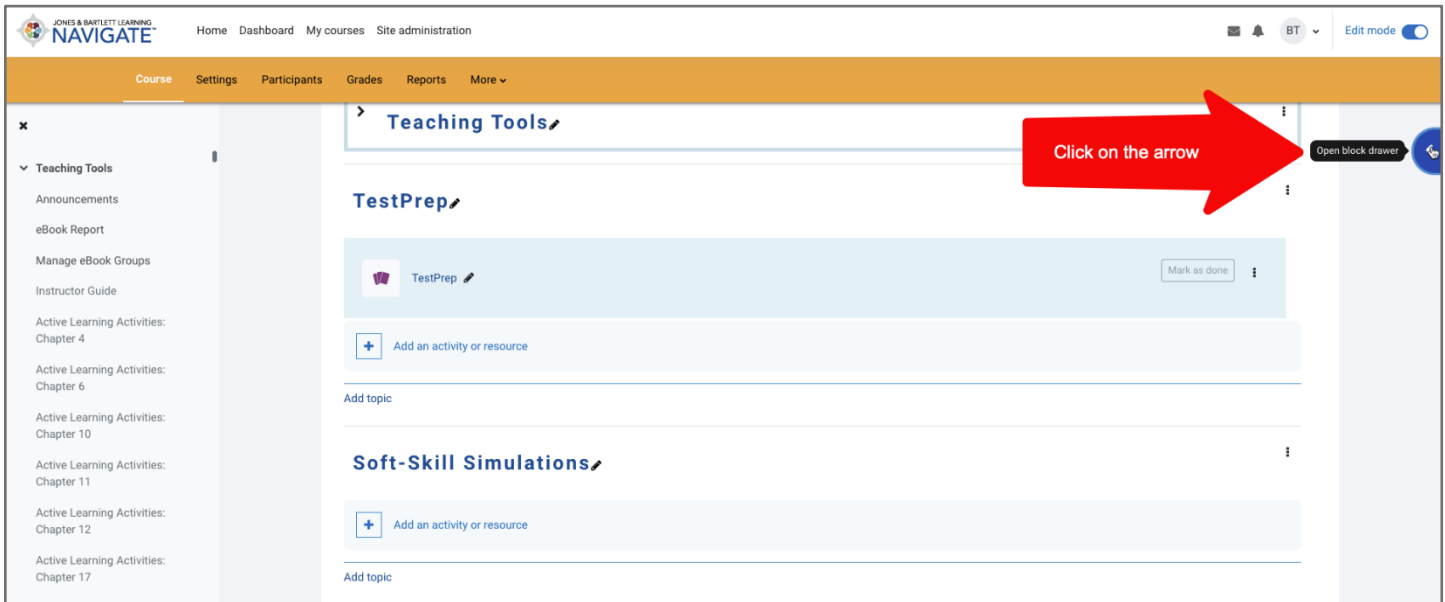 JONES & BARTLETT LEARNING
NAVIGATE
Home Dashboard My courses Site administration
BT
Edit mode
Course Settings Participants Grades Reports More
Teaching Tools
Announcements
eBook Report
Manage eBook Groups
Instructor Guide
Active Learning Activities:
Chapter 4
Active Learning Activities:
Chapter 6
Active Learning Activities:
Chapter 10
Active Learning Activities:
Chapter 11
Active Learning Activities:
Chapter 12
Active Learning Activities:
Chapter 17
Teaching Tools
Click on the arrow
Open block drawer
TestPrep
TestPrep
Mark as done
Add an activity or resource
Add topic
Soft-Skill Simulations
Add an activity or resource
Add topic